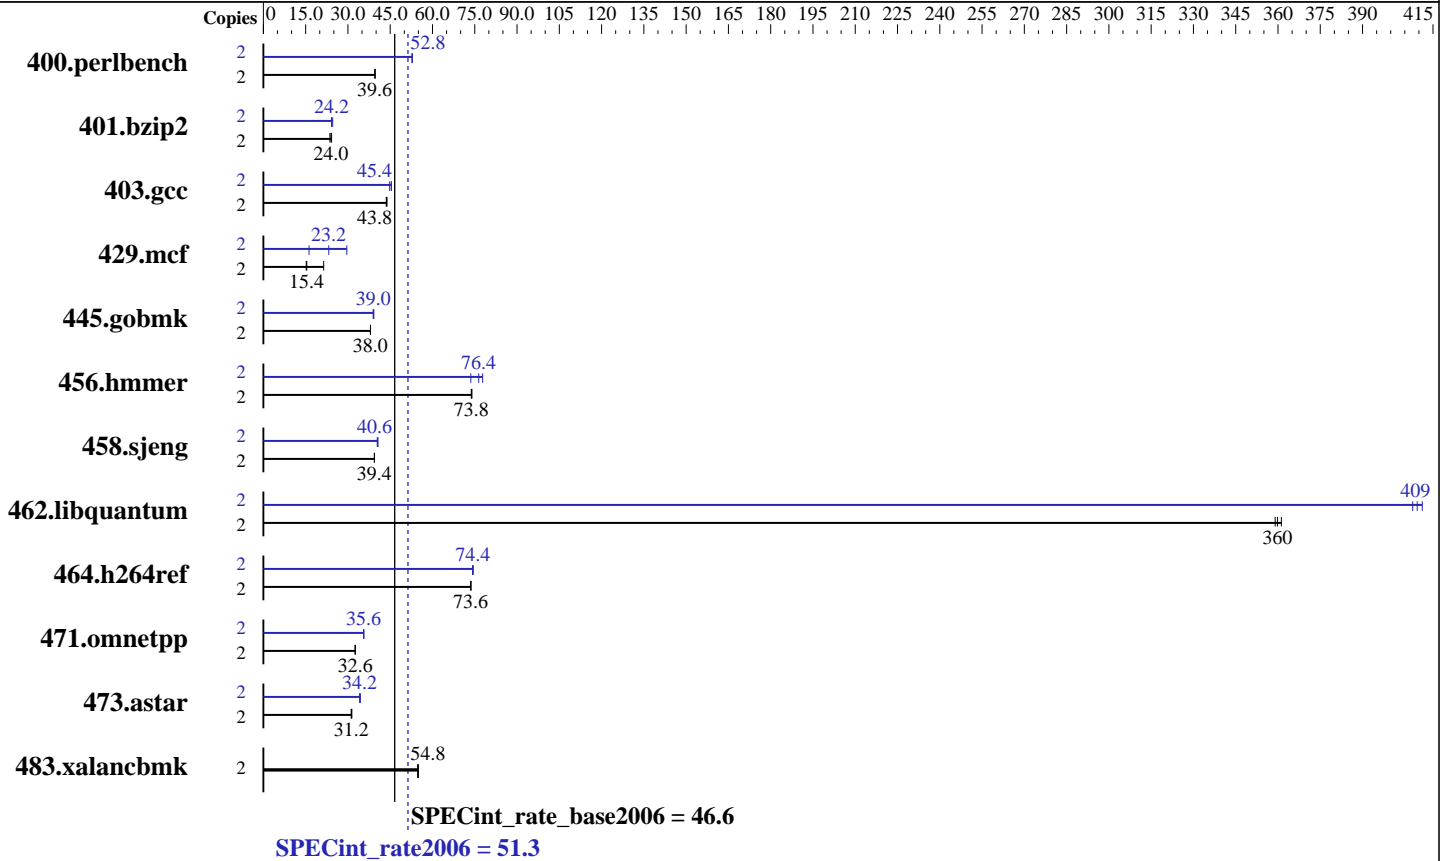 Copies 0 15.0 30.0 45.0 60.0 75.0 90.0 105 120 135 150 165 180 195 210 225 240 255 270 285 300 315 330 345 360 375 390 415
400.perlbench 2 52.8
2 39.6
401.bzip2 2 24.2
2 24.0
403.gcc 2 45.4
2 43.8
429.mcf 2 23.2
2 15.4
445.gobmk 2 39.0
2 38.0
456.hmmer 2 76.4
2 73.8
458.sjeng 2 40.6
2 39.4
462.libquantum 2 409
2 360
464.h264ref 2 74.4
2 73.6
471.omnetpp 2 35.6
2 32.6
473.astar 2 34.2
2 31.2
483.xalancbmk 2 54.8
SPECint_rate_base2006 = 46.6
SPECint_rate2006 = 51.3